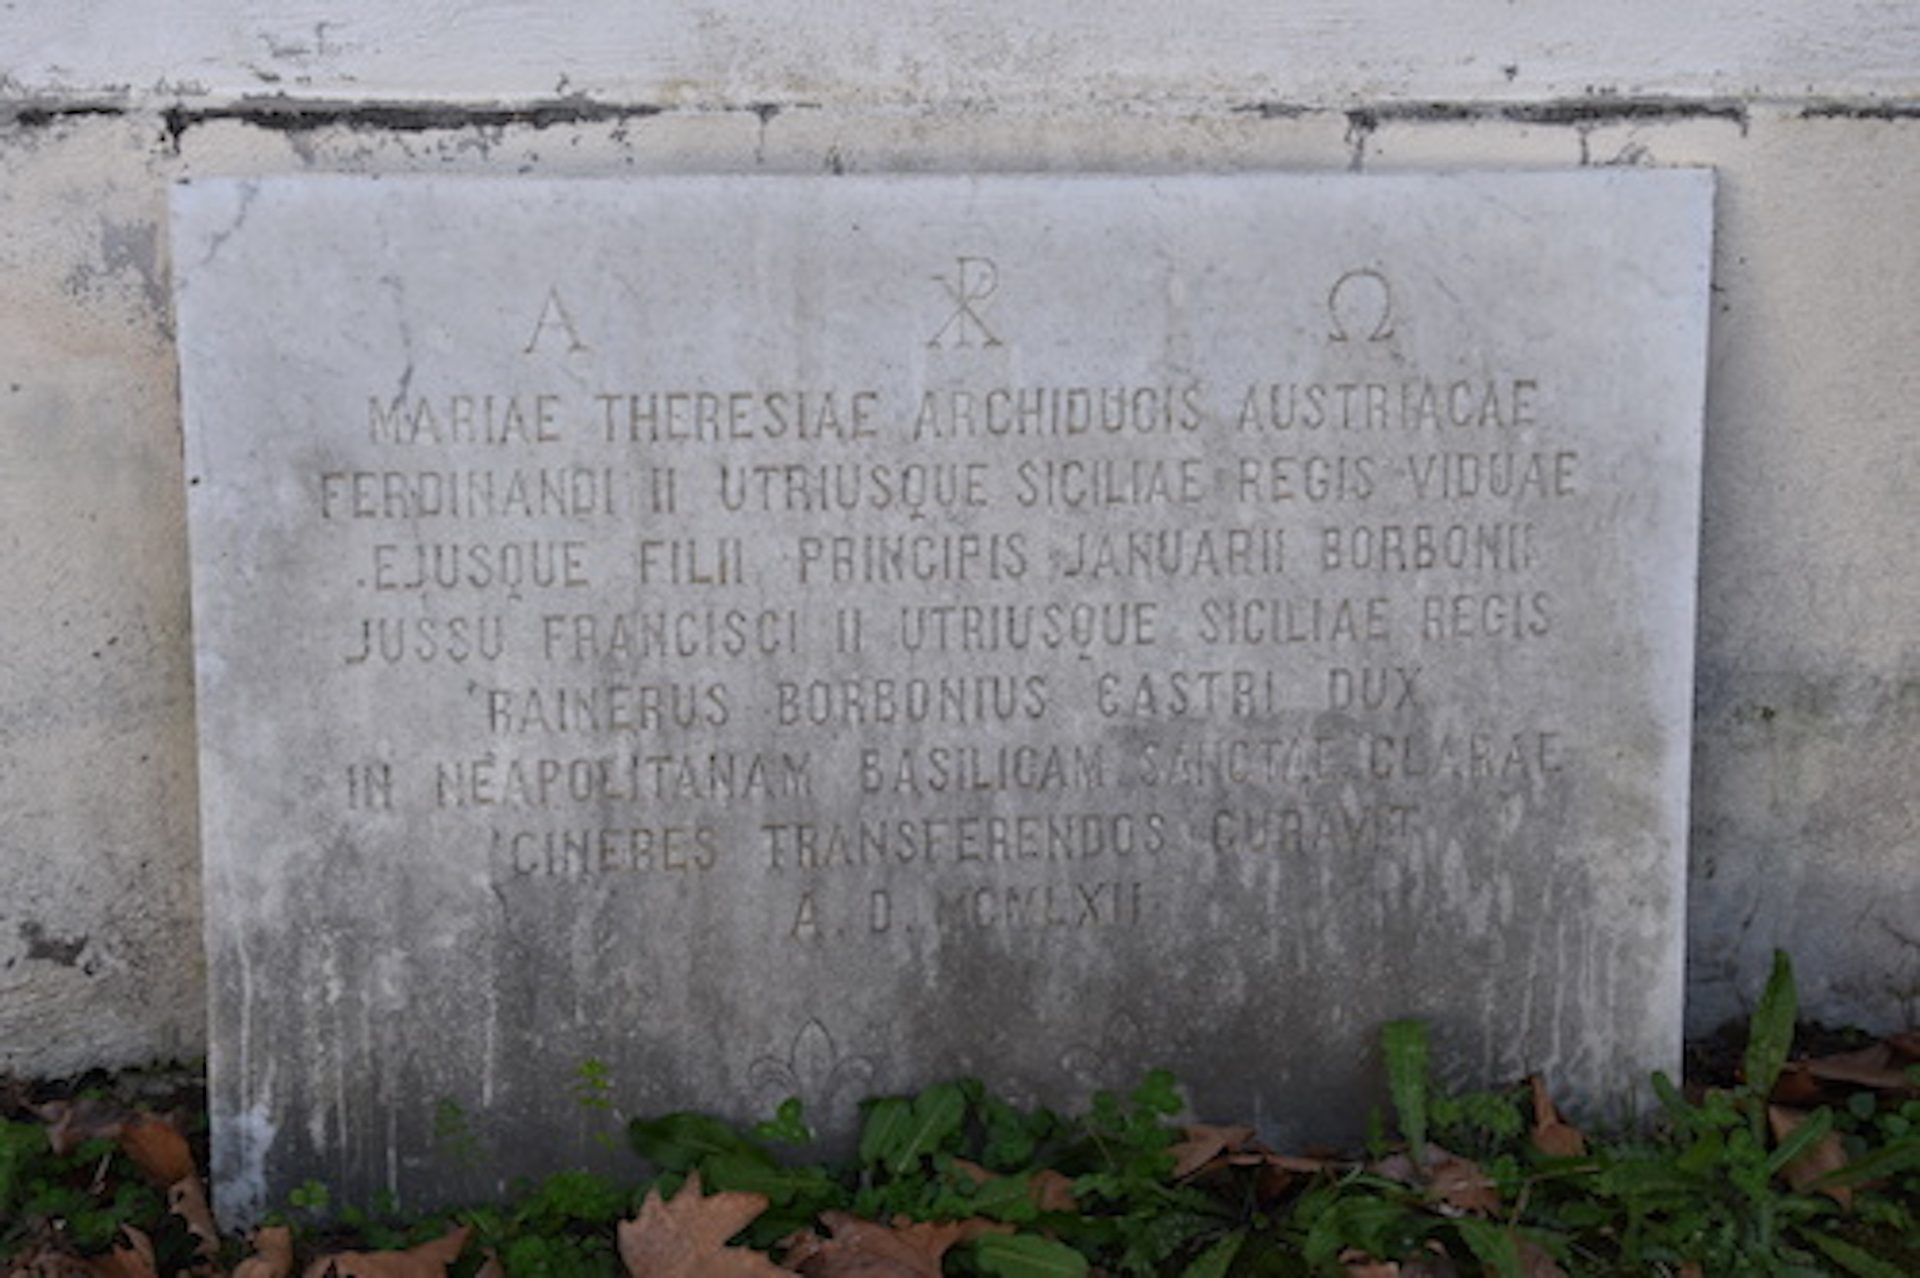 Α ☧ Ω
MARIAE THERESIAE ARCHIDUCIS AUSTRIACAE
FERDINANDI II UTRIUSQUE SICILIAE REGIS VIDUAE
EJUSQUE FILII PRINCIPIS JANUARII BORBONII
JUSSU FRANCISCI II UTRIUSQUE SICILIAE REGIS
RAINERUS BORBONIUS CASTRI DUX
IN NEAPOLITANAM BASILICAM SANCTAE CLARAE
CINERES TRANSFERENDOS CURAVIT
A. D. MCMLXII